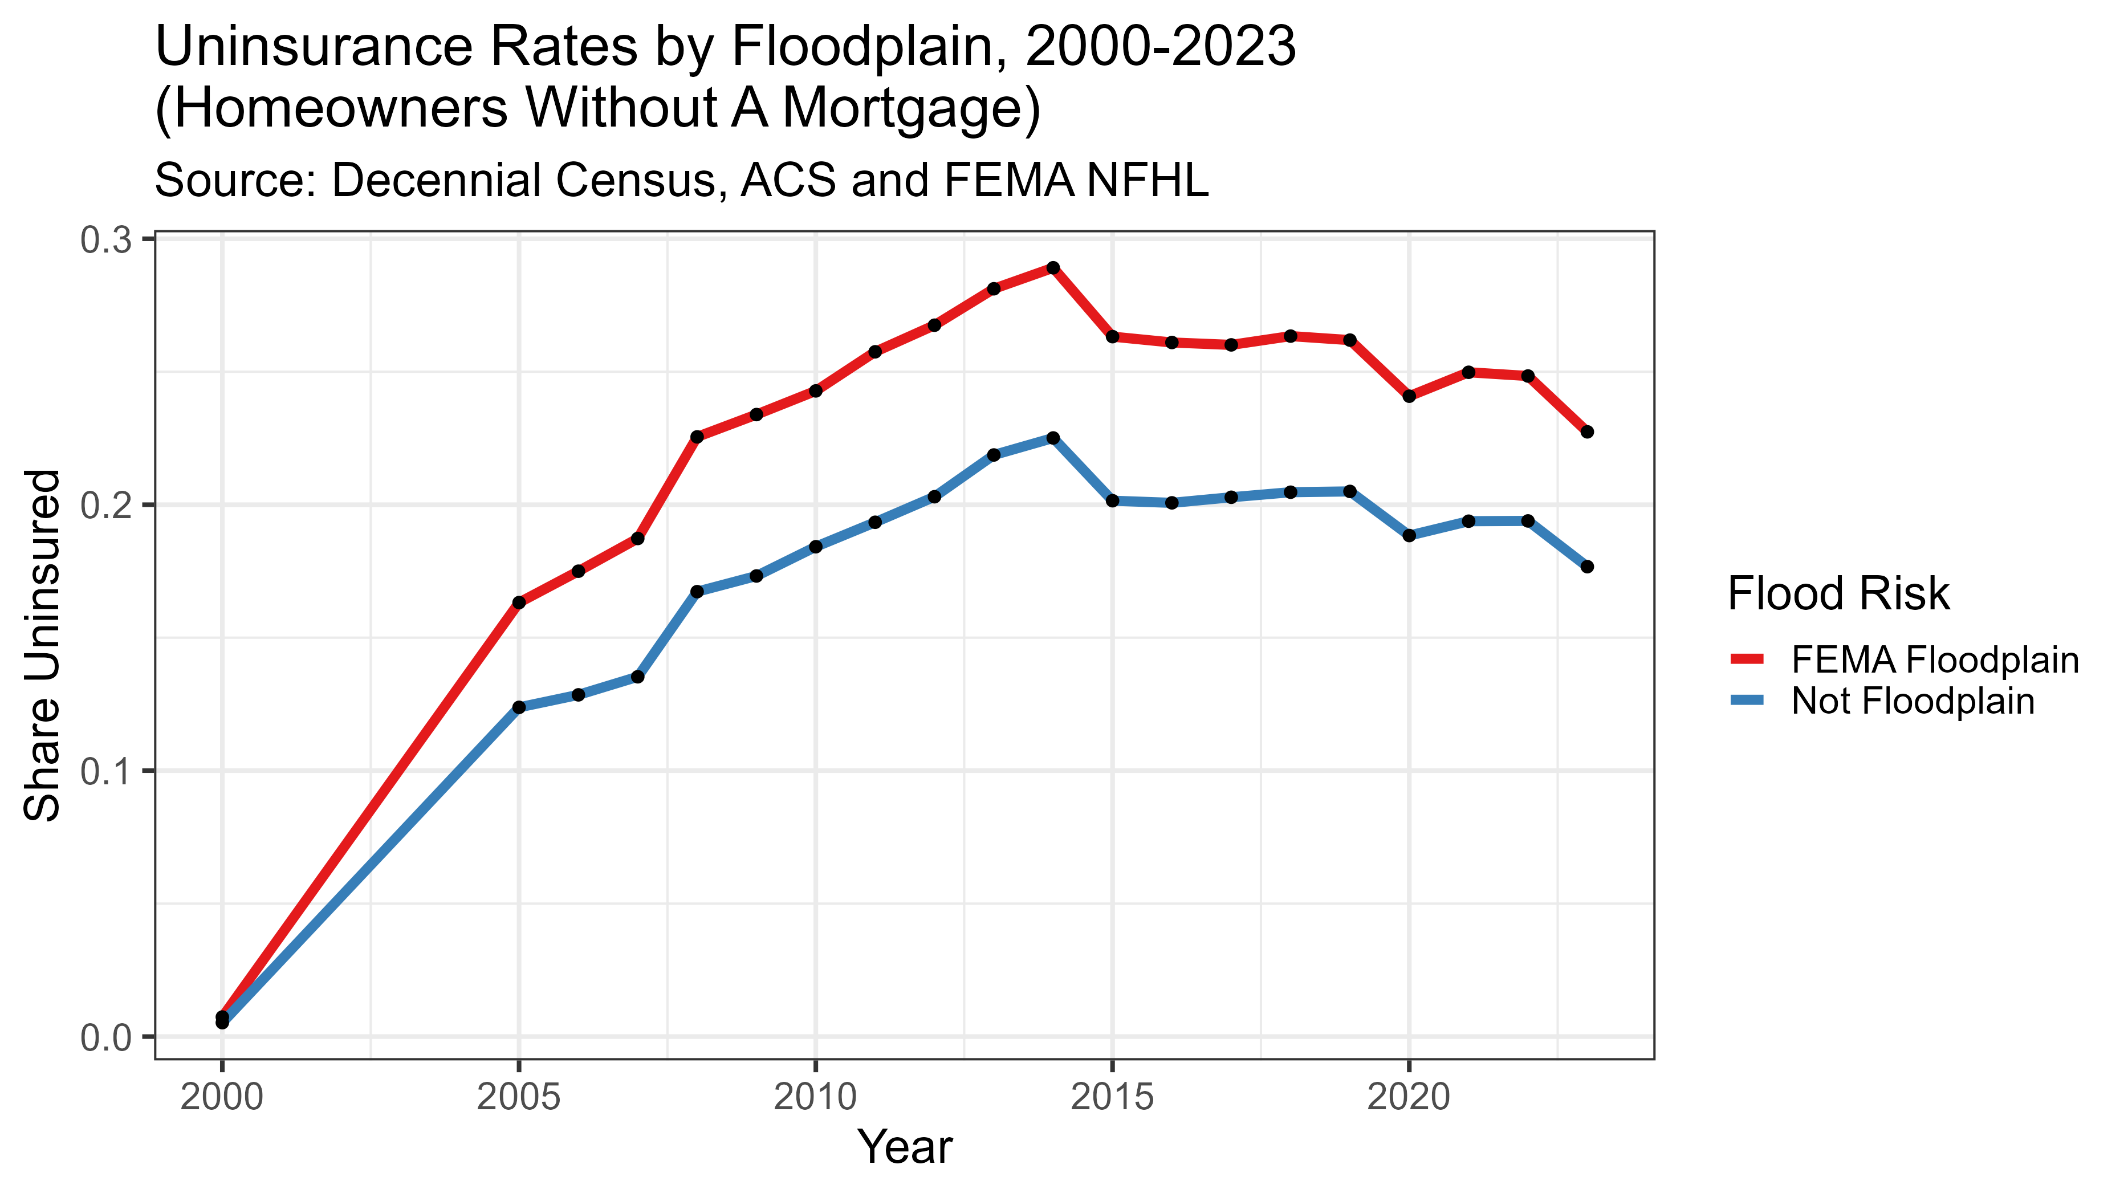 Uninsurance Rates by Floodplain, 2000-2023
(Homeowners Without A Mortgage)
Source: Decennial Census, ACS and FEMA NFHL
0.3
0.2
0.1
0.0
Share Uninsured
2000
2005
2010
2015
2020
Year
Flood Risk
FEMA Floodplain
Not Floodplain